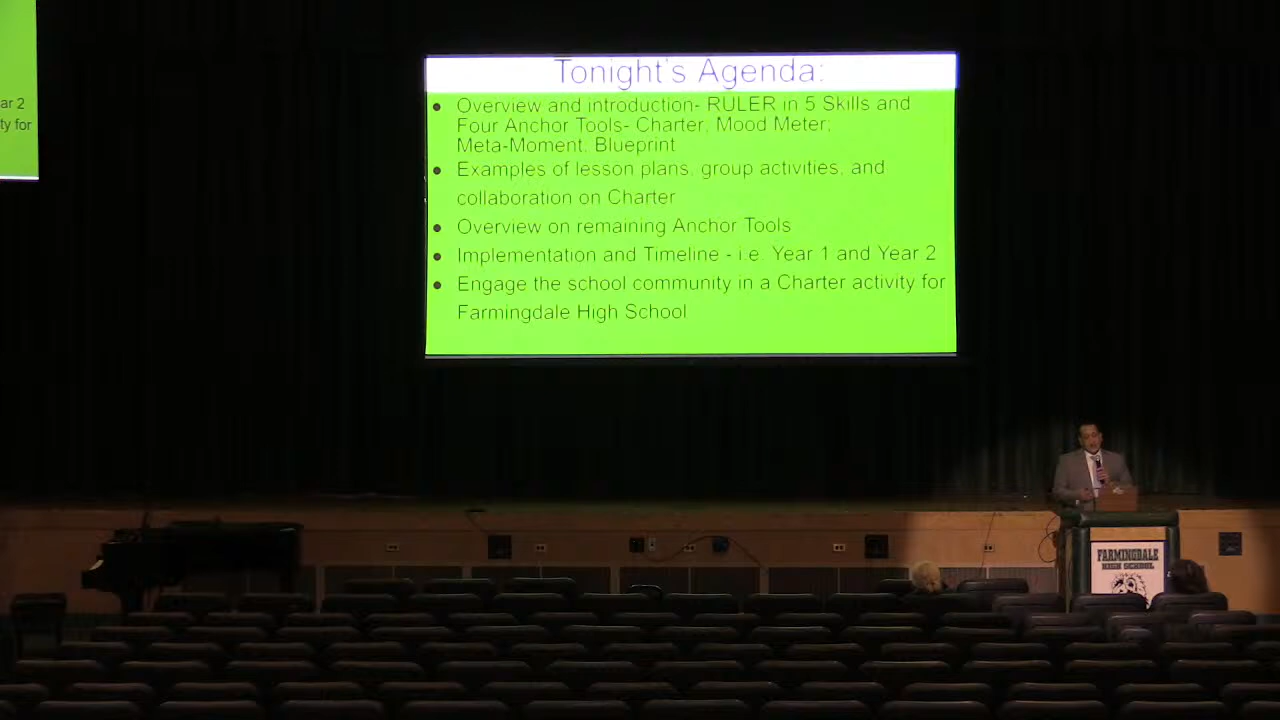 ar 2
ty for
Tonight's Agenda:
Overview and introduction- RULER in 5 Skills and
Four Anchor Tools- Charter, Mood Meter,
Meta-Moment, Blueprint
Examples of lesson plans, group activities, and
collaboration on Charter
Overview on remaining Anchor Tools
Implementation and Timeline - i.e. Year 1 and Year 2
Engage the school community in a Charter activity for
Farmingdale High School
FARMINGDALE
HIGH SCHOOL